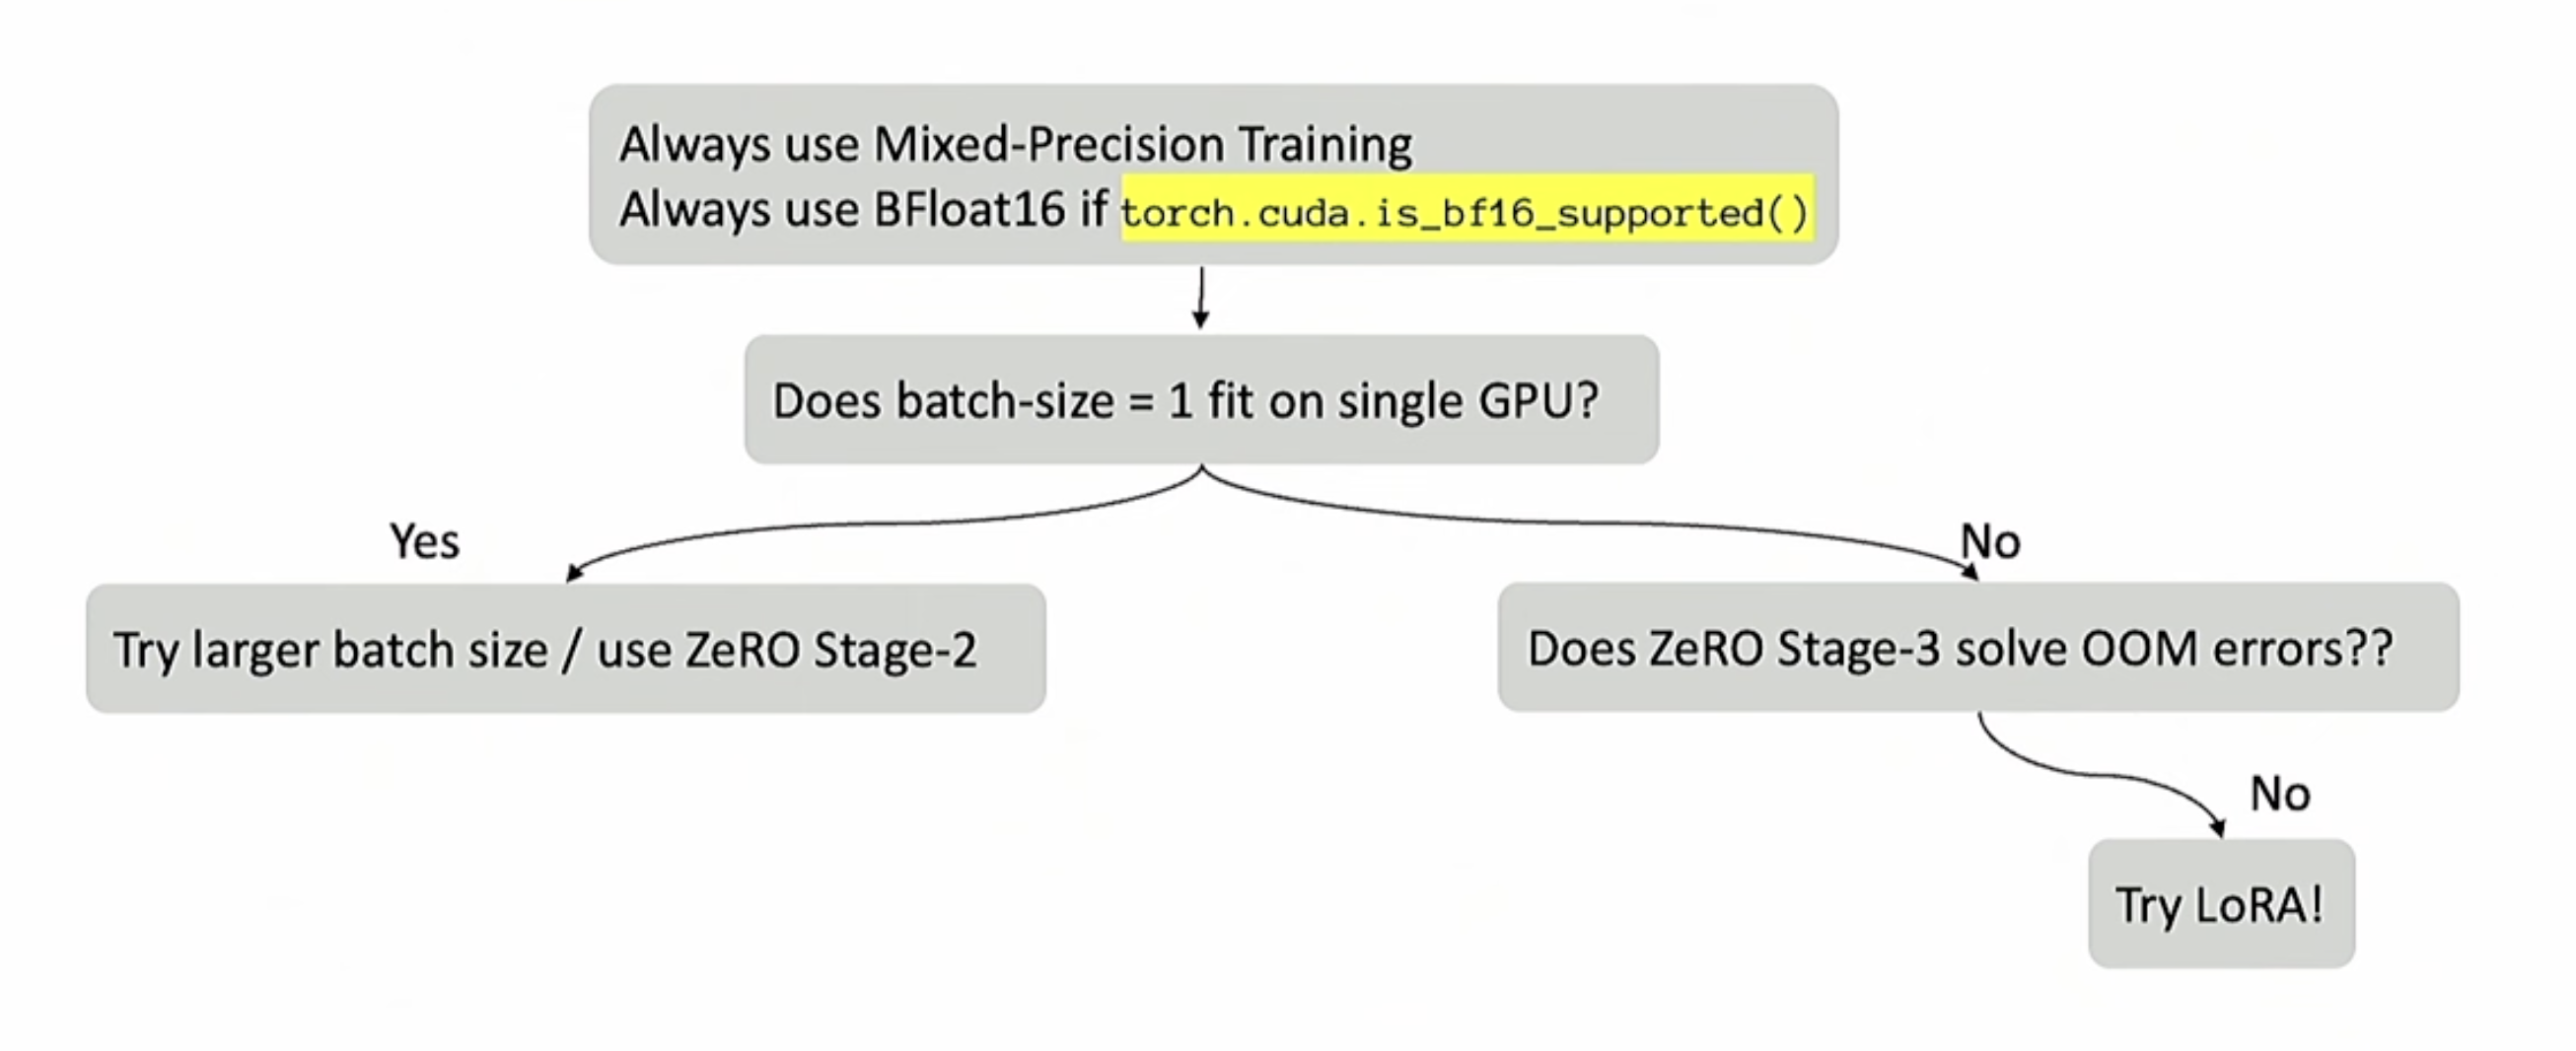 Always use Mixed-Precision Training
Always use BFloat16 if torch.cuda.is_bf16_supported()
Does batch-size = 1 fit on single GPU?
Yes
No
Try larger batch size / use ZeRO Stage-2
Does ZeRO Stage-3 solve OOM errors??
No
Try LoRA!